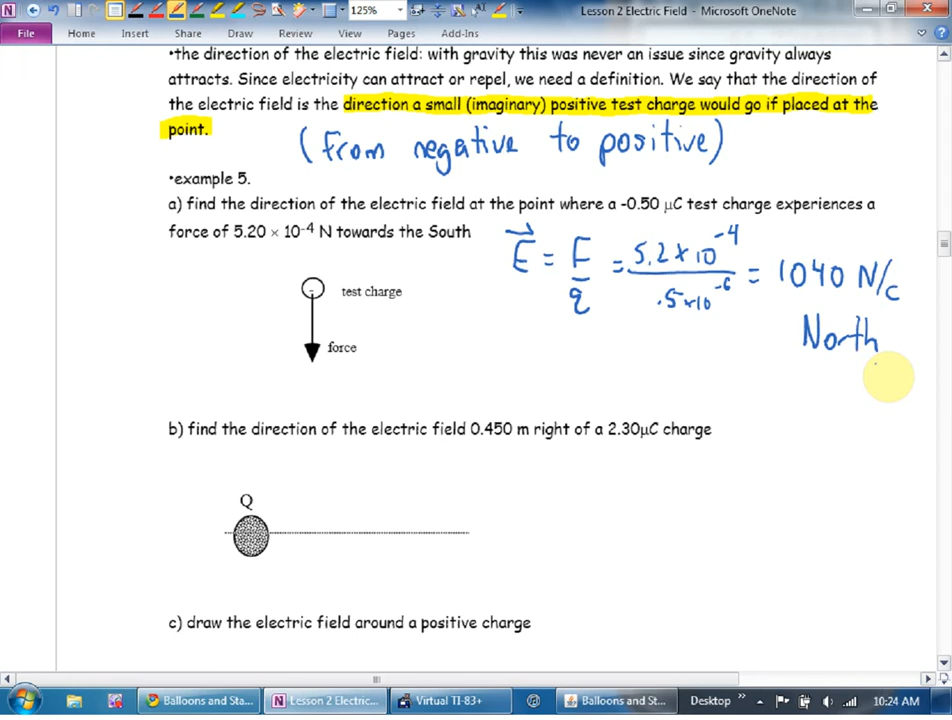 125%
Lesson 2 Electric Field - Microsoft OneNote
File Home Insert Share Draw Review View Pages Add-Ins
•the direction of the electric field: with gravity this was never an issue since gravity always
attracts. Since electricity can attract or repel, we need a definition. We say that the direction of
the electric field is the direction a small (imaginary) positive test charge would go if placed at the
point.
(from negative to positive)
•example 5.
a) find the direction of the electric field at the point where a -0.50 μC test charge experiences a
force of 5.20 × 10⁻⁴ N towards the South
E = F/q = 5.2×10⁻⁴/.5×10⁻⁶ = 1040 N/C
North
- test charge
force
b) find the direction of the electric field 0.450 m right of a 2.30μC charge
Q
c) draw the electric field around a positive charge
Balloons and Sta... Lesson 2 Electric... Virtual TI-83+ Balloons and St... Desktop » 10:24 AM